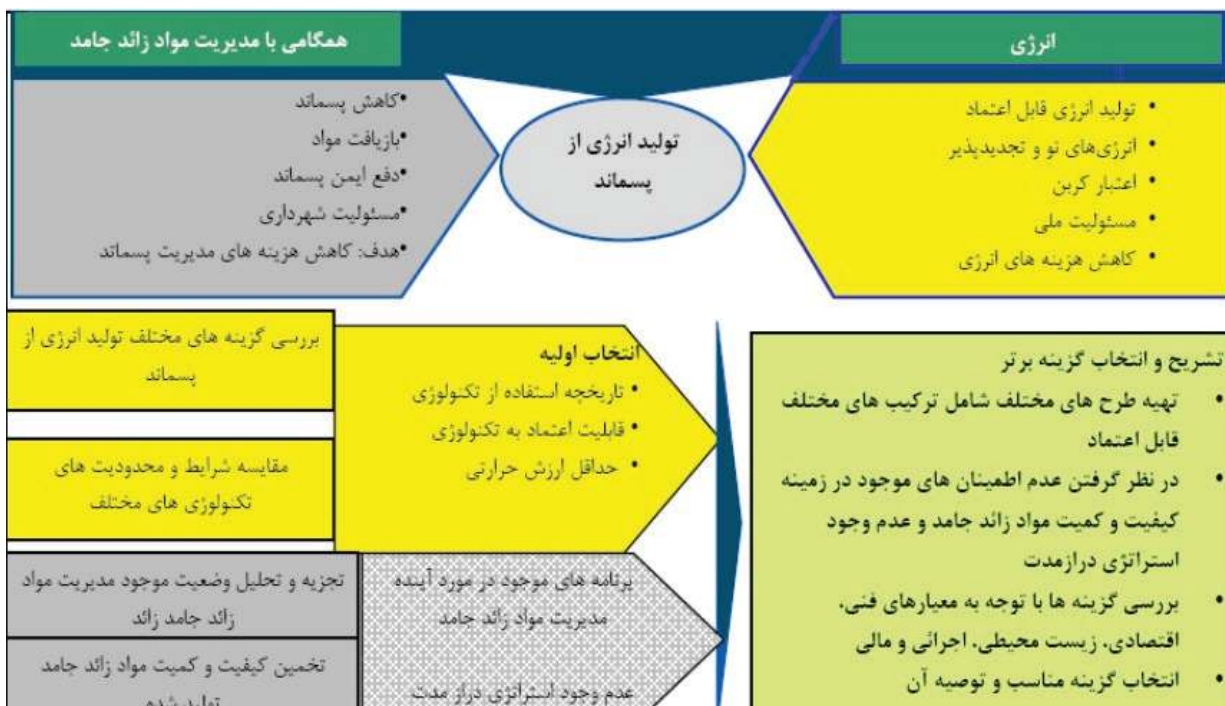 انرژی
• تولید انرژی قابل اعتماد
• انرژی‌های نو و تجدیدپذیر
• اعتبار کربن
• مسئولیت ملی
• کاهش هزینه های انرژی
تولید انرژی از
پسماند
همگامی با مدیریت مواد زائد جامد
•کاهش پسماند
•بازیافت مواد
•دفع ایمن پسماند
•مسئولیت شهرداری
•هدف: کاهش هزینه های مدیریت پسماند
بررسی گزینه های مختلف تولید انرژی از
پسماند
مقایسه شرایط و محدودیت های
تکنولوژی های مختلف
انتخاب اولیه
• تاریخچه استفاده از تکنولوژی
• قابلیت اعتماد به تکنولوژی
• حداقل ارزش حرارتی
تجزیه و تحلیل وضعیت موجود مدیریت مواد
زائد جامد زائد
تخمین کیفیت و کمیت مواد زائد جامد
تولید شده
برنامه های موجود در مورد آینده
مدیریت مواد زائد جامد
عدم وجود استراتژی دراز مدت
تشریح و انتخاب گزینه برتر
• تهیه طرح های مختلف شامل ترکیب های مختلف
قابل اعتماد
• در نظر گرفتن عدم اطمینان های موجود در زمینه
کیفیت و کمیت مواد زائد جامد و عدم وجود
استراتژی درازمدت
• بررسی گزینه ها با توجه به معیارهای فنی،
اقتصادی، زیست محیطی، اجرائی و مالی
• انتخاب گزینه مناسب و توصیه آن